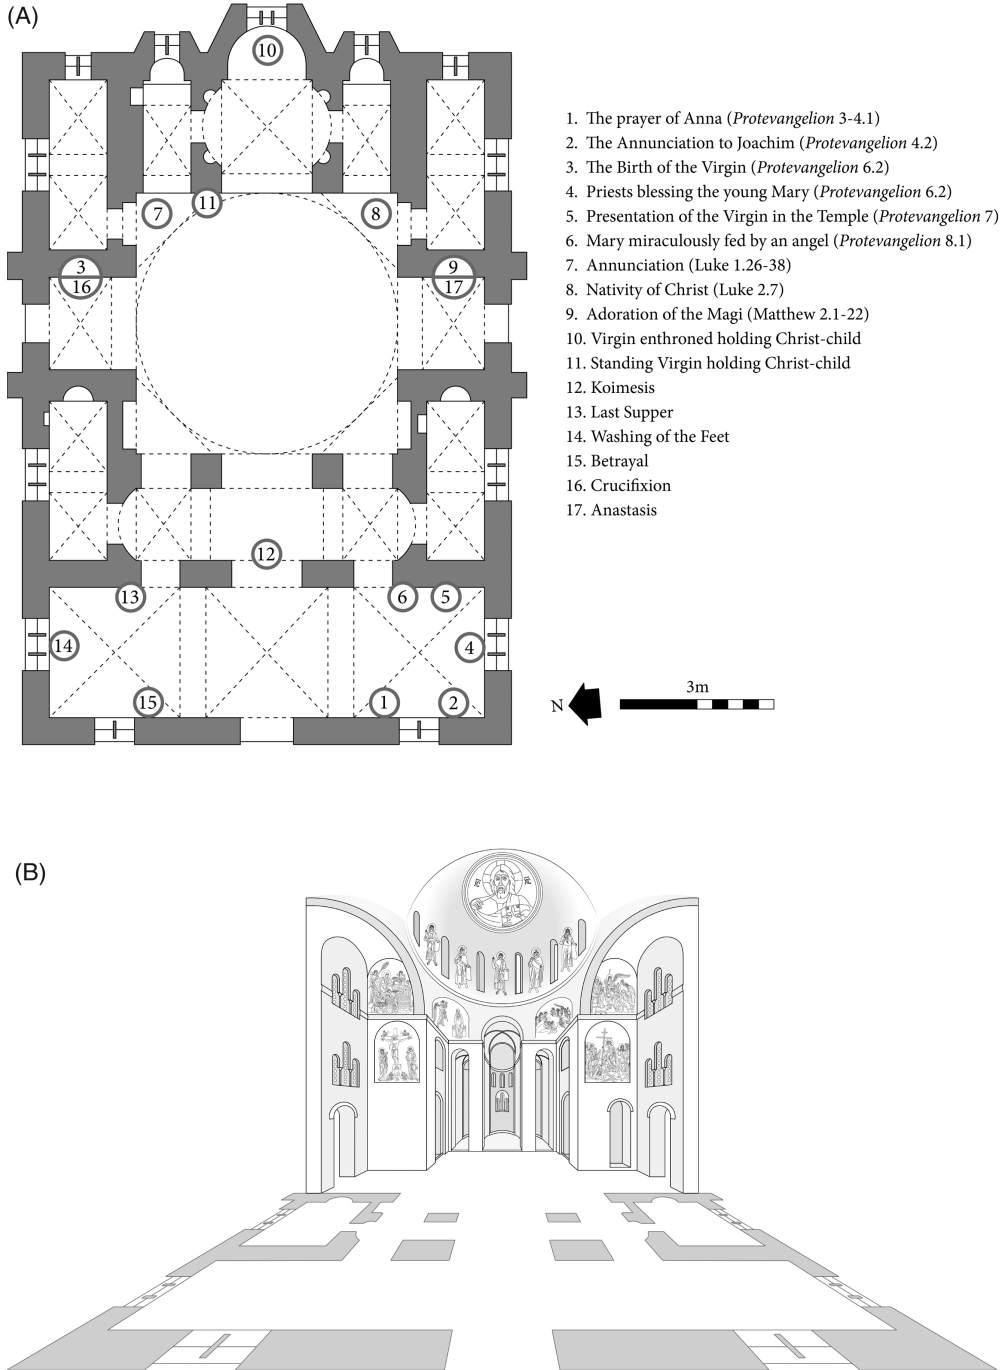 (A)
10
7
11
8
3
16
9
17
12
13
6
5
14
4
15
1
2
1. The prayer of Anna (Protevangelion 3-4.1)
2. The Annunciation to Joachim (Protevangelion 4.2)
3. The Birth of the Virgin (Protevangelion 6.2)
4. Priests blessing the young Mary (Protevangelion 6.2)
5. Presentation of the Virgin in the Temple (Protevangelion 7)
6. Mary miraculously fed by an angel (Protevangelion 8.1)
7. Annunciation (Luke 1.26-38)
8. Nativity of Christ (Luke 2.7)
9. Adoration of the Magi (Matthew 2.1-22)
10. Virgin enthroned holding Christ-child
11. Standing Virgin holding Christ-child
12. Koimesis
13. Last Supper
14. Washing of the Feet
15. Betrayal
16. Crucifixion
17. Anastasis
N
3m
(B)